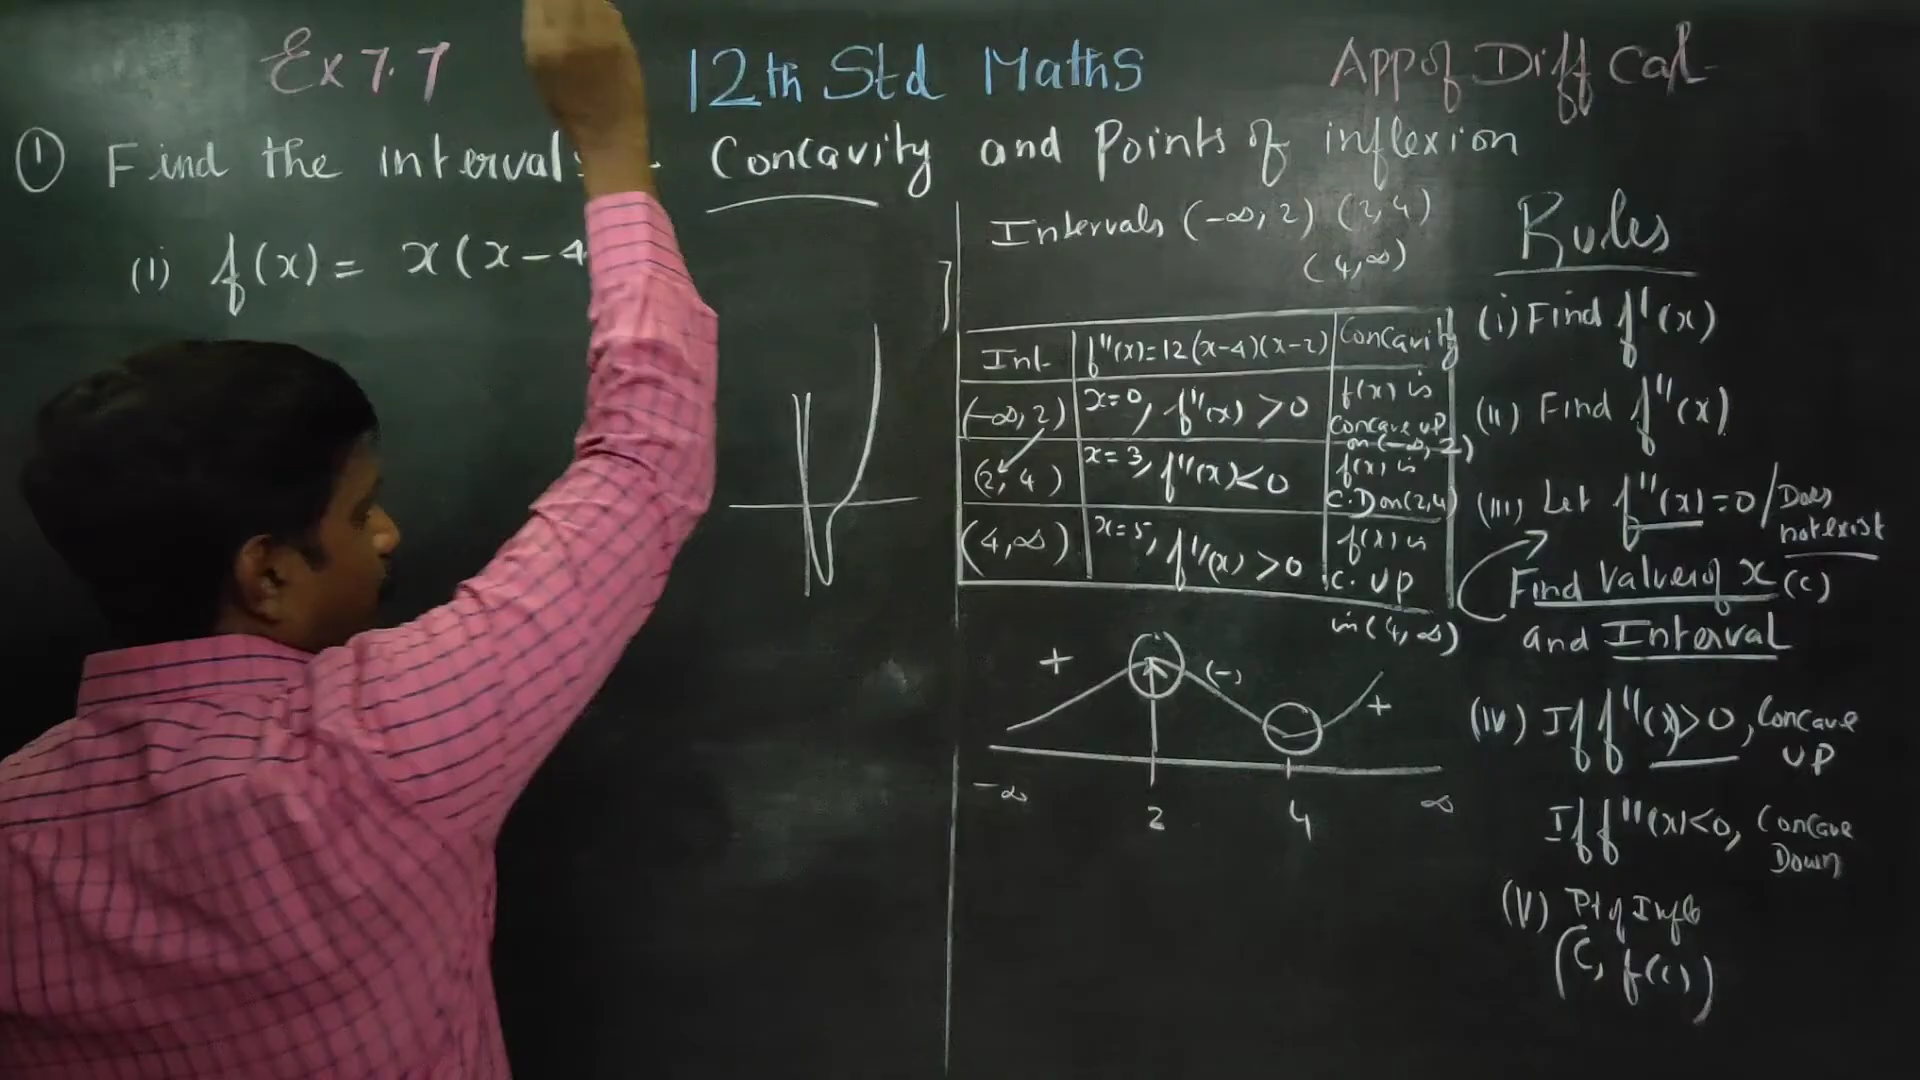 Ex 7.7 12th Std Maths App of Diff Cal
① Find the intervals Concavity and Points of inflexion
(i) f(x) = x(x-4
Intervals (-∞, 2) (2, 4)
(4, ∞)
Int. f"(x)=12(x-4)(x-2) Concavity
(-∞, 2) x=0, f"(x) >0 f(x) is
concave up
on (-∞, 2)
(2, 4) x=3, f"(x)<0 f(x) is
C.D on (2,4)
(4, ∞) x=5, f"(x) >0 f(x) is
C. UP
in (4, ∞)
+ (-) +
-∞ 2 4 ∞
Rules
(i) Find f'(x)
(ii) Find f"(x)
(iii) Let f"(x) = 0 / Does
not exist
Find Values of x (c)
and Interval
(iv) If f"(x)>0, Concave
UP
If f"(x)<0, Concave
Down
(V) Pt of Infle
(C, f(c))